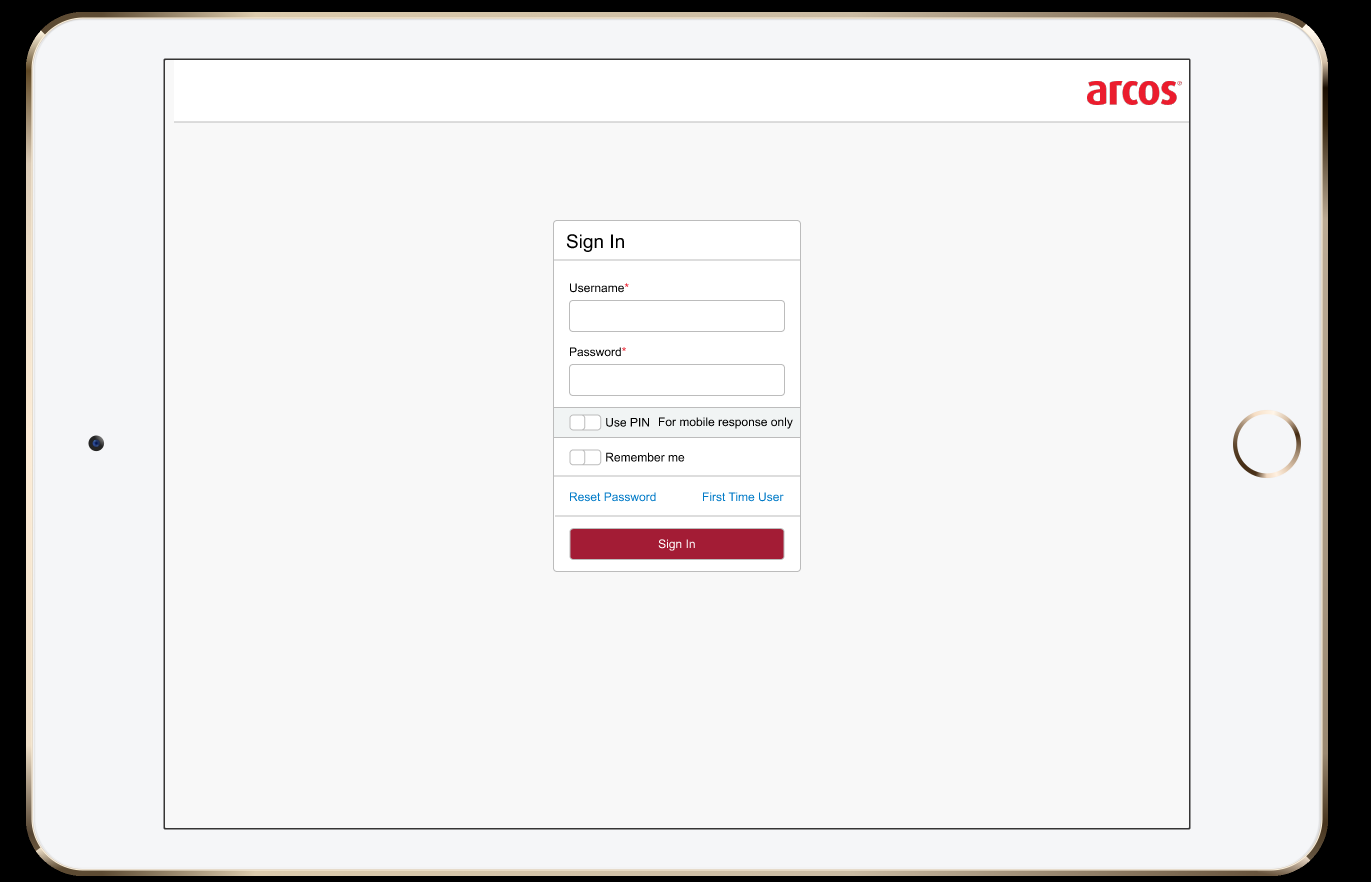 arcos®
Sign In
Username*
Password*
Use PIN For mobile response only
Remember me
Reset Password First Time User
Sign In